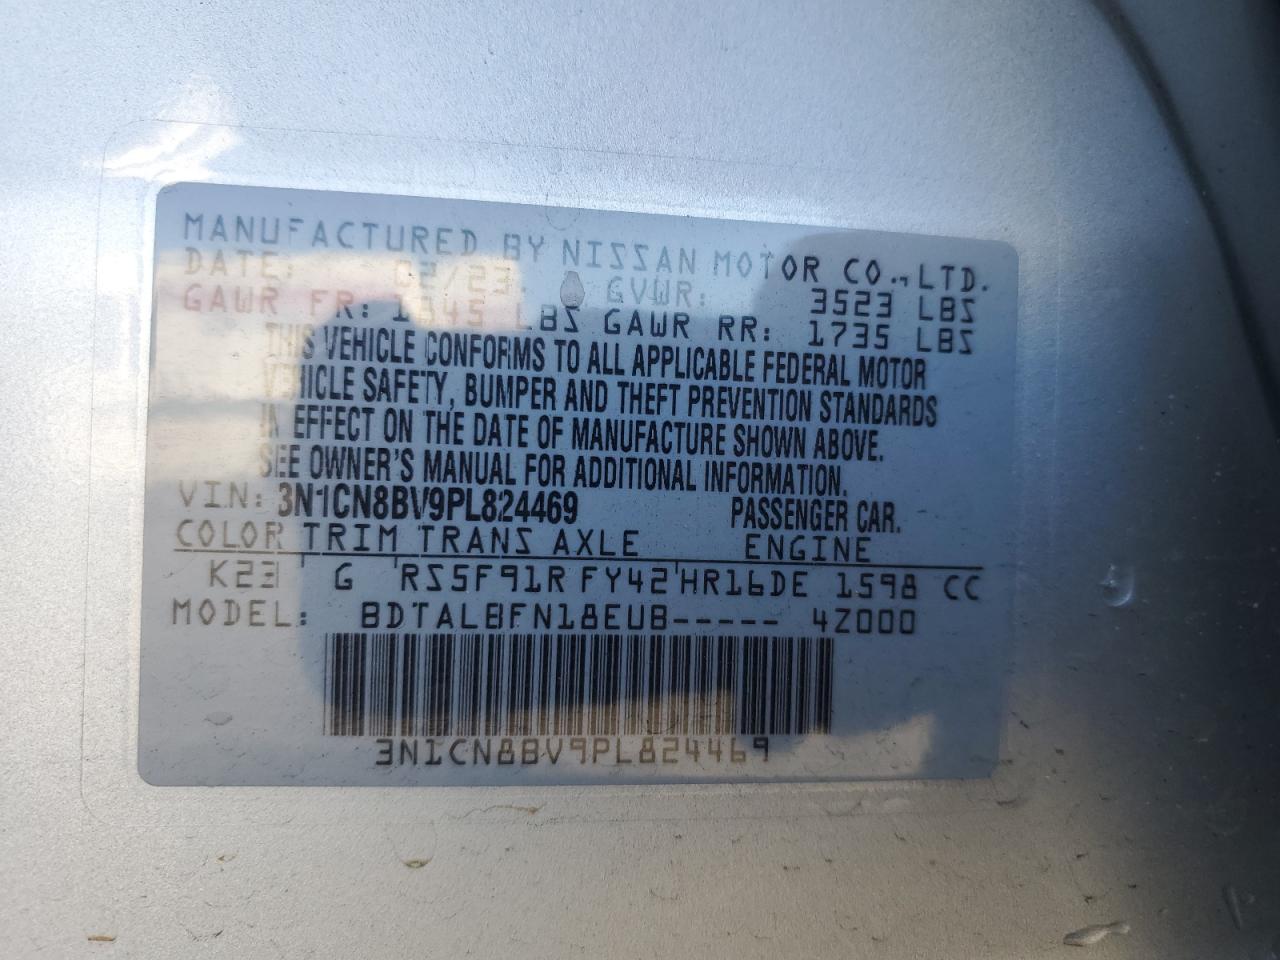 MANUFACTURED BY NISSAN MOTOR CO., LTD.
DATE: 02/23. GVWR: 3523 LBS
GAWR FR: 1845 LBS GAWR RR: 1735 LBS
THIS VEHICLE CONFORMS TO ALL APPLICABLE FEDERAL MOTOR
VEHICLE SAFETY, BUMPER AND THEFT PREVENTION STANDARDS
IN EFFECT ON THE DATE OF MANUFACTURE SHOWN ABOVE.
SEE OWNER'S MANUAL FOR ADDITIONAL INFORMATION.
VIN: 3N1CN8BV9PL824469 PASSENGER CAR.
COLOR TRIM TRANS AXLE ENGINE
K23 G RS5F91R FY42 HR16DE 1598 CC
MODEL: BDTALBFN18EUB----- 4Z000
3N1CN8BV9PL824469